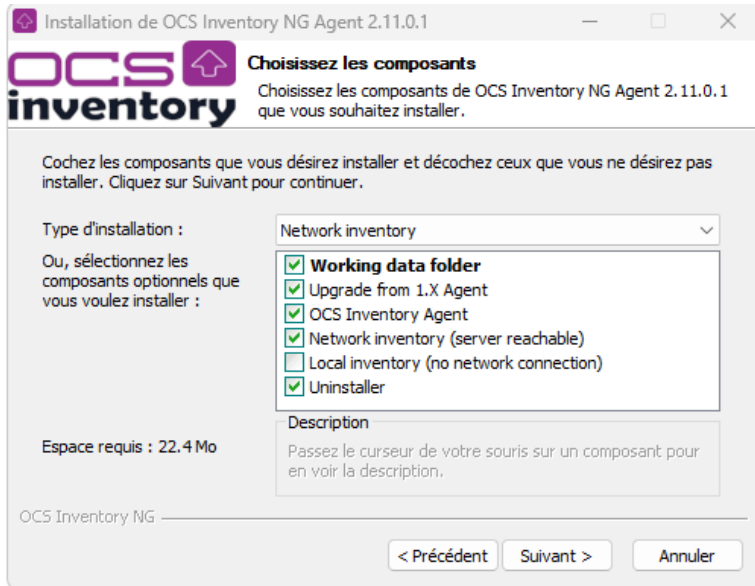 Installation de OCS Inventory NG Agent 2.11.0.1
OCS
inventory
Choisissez les composants
Choisissez les composants de OCS Inventory NG Agent 2.11.0.1
que vous souhaitez installer.
Cochez les composants que vous désirez installer et décochez ceux que vous ne désirez pas
installer. Cliquez sur Suivant pour continuer.
Type d'installation :
Network inventory
Ou, sélectionnez les
composants optionnels que
vous voulez installer :
Working data folder
Upgrade from 1.X Agent
OCS Inventory Agent
Network inventory (server reachable)
Local inventory (no network connection)
Uninstaller
Espace requis : 22.4 Mo
Description
Passez le curseur de votre souris sur un composant pour
en voir la description.
OCS Inventory NG
< Précédent
Suivant >
Annuler